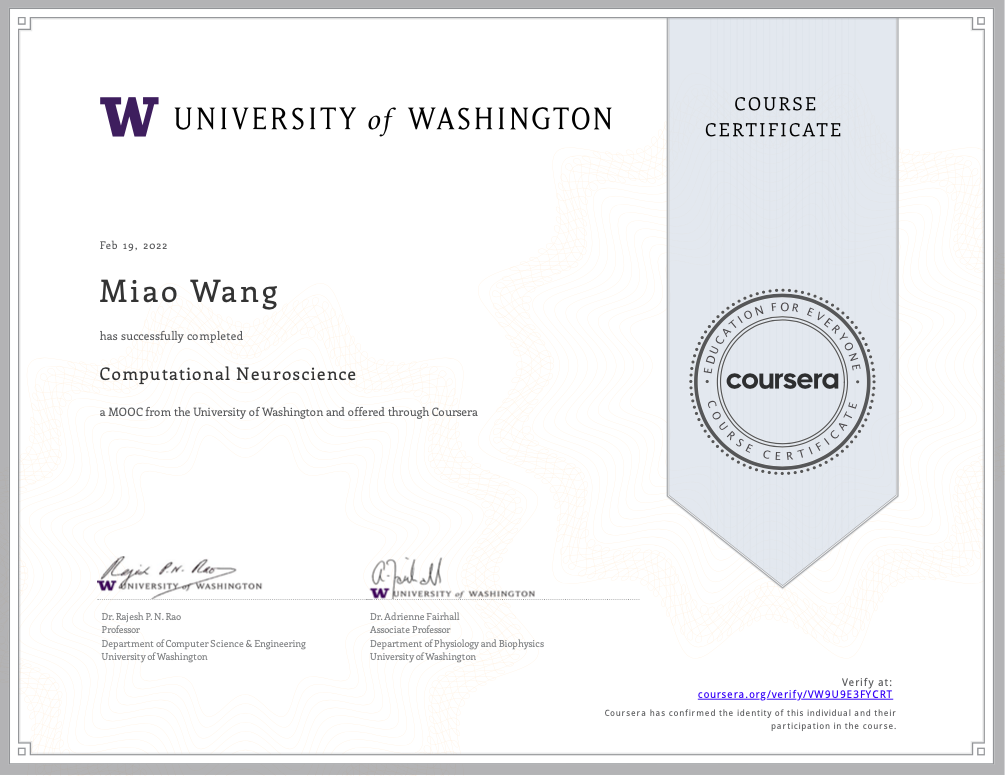 W UNIVERSITY of WASHINGTON
COURSE
CERTIFICATE
Feb 19, 2022
Miao Wang
has successfully completed
Computational Neuroscience
a MOOC from the University of Washington and offered through Coursera
EDUCATION FOR EVERYONE
coursera
COURSE CERTIFICATE
Rajesh P. N. Rao
W UNIVERSITY of WASHINGTON
Dr. Rajesh P. N. Rao
Professor
Department of Computer Science & Engineering
University of Washington
A. Fairhall
W UNIVERSITY of WASHINGTON
Dr. Adrienne Fairhall
Associate Professor
Department of Physiology and Biophysics
University of Washington
Verify at:
coursera.org/verify/VW9U9E3FYCRT
Coursera has confirmed the identity of this individual and their
participation in the course.